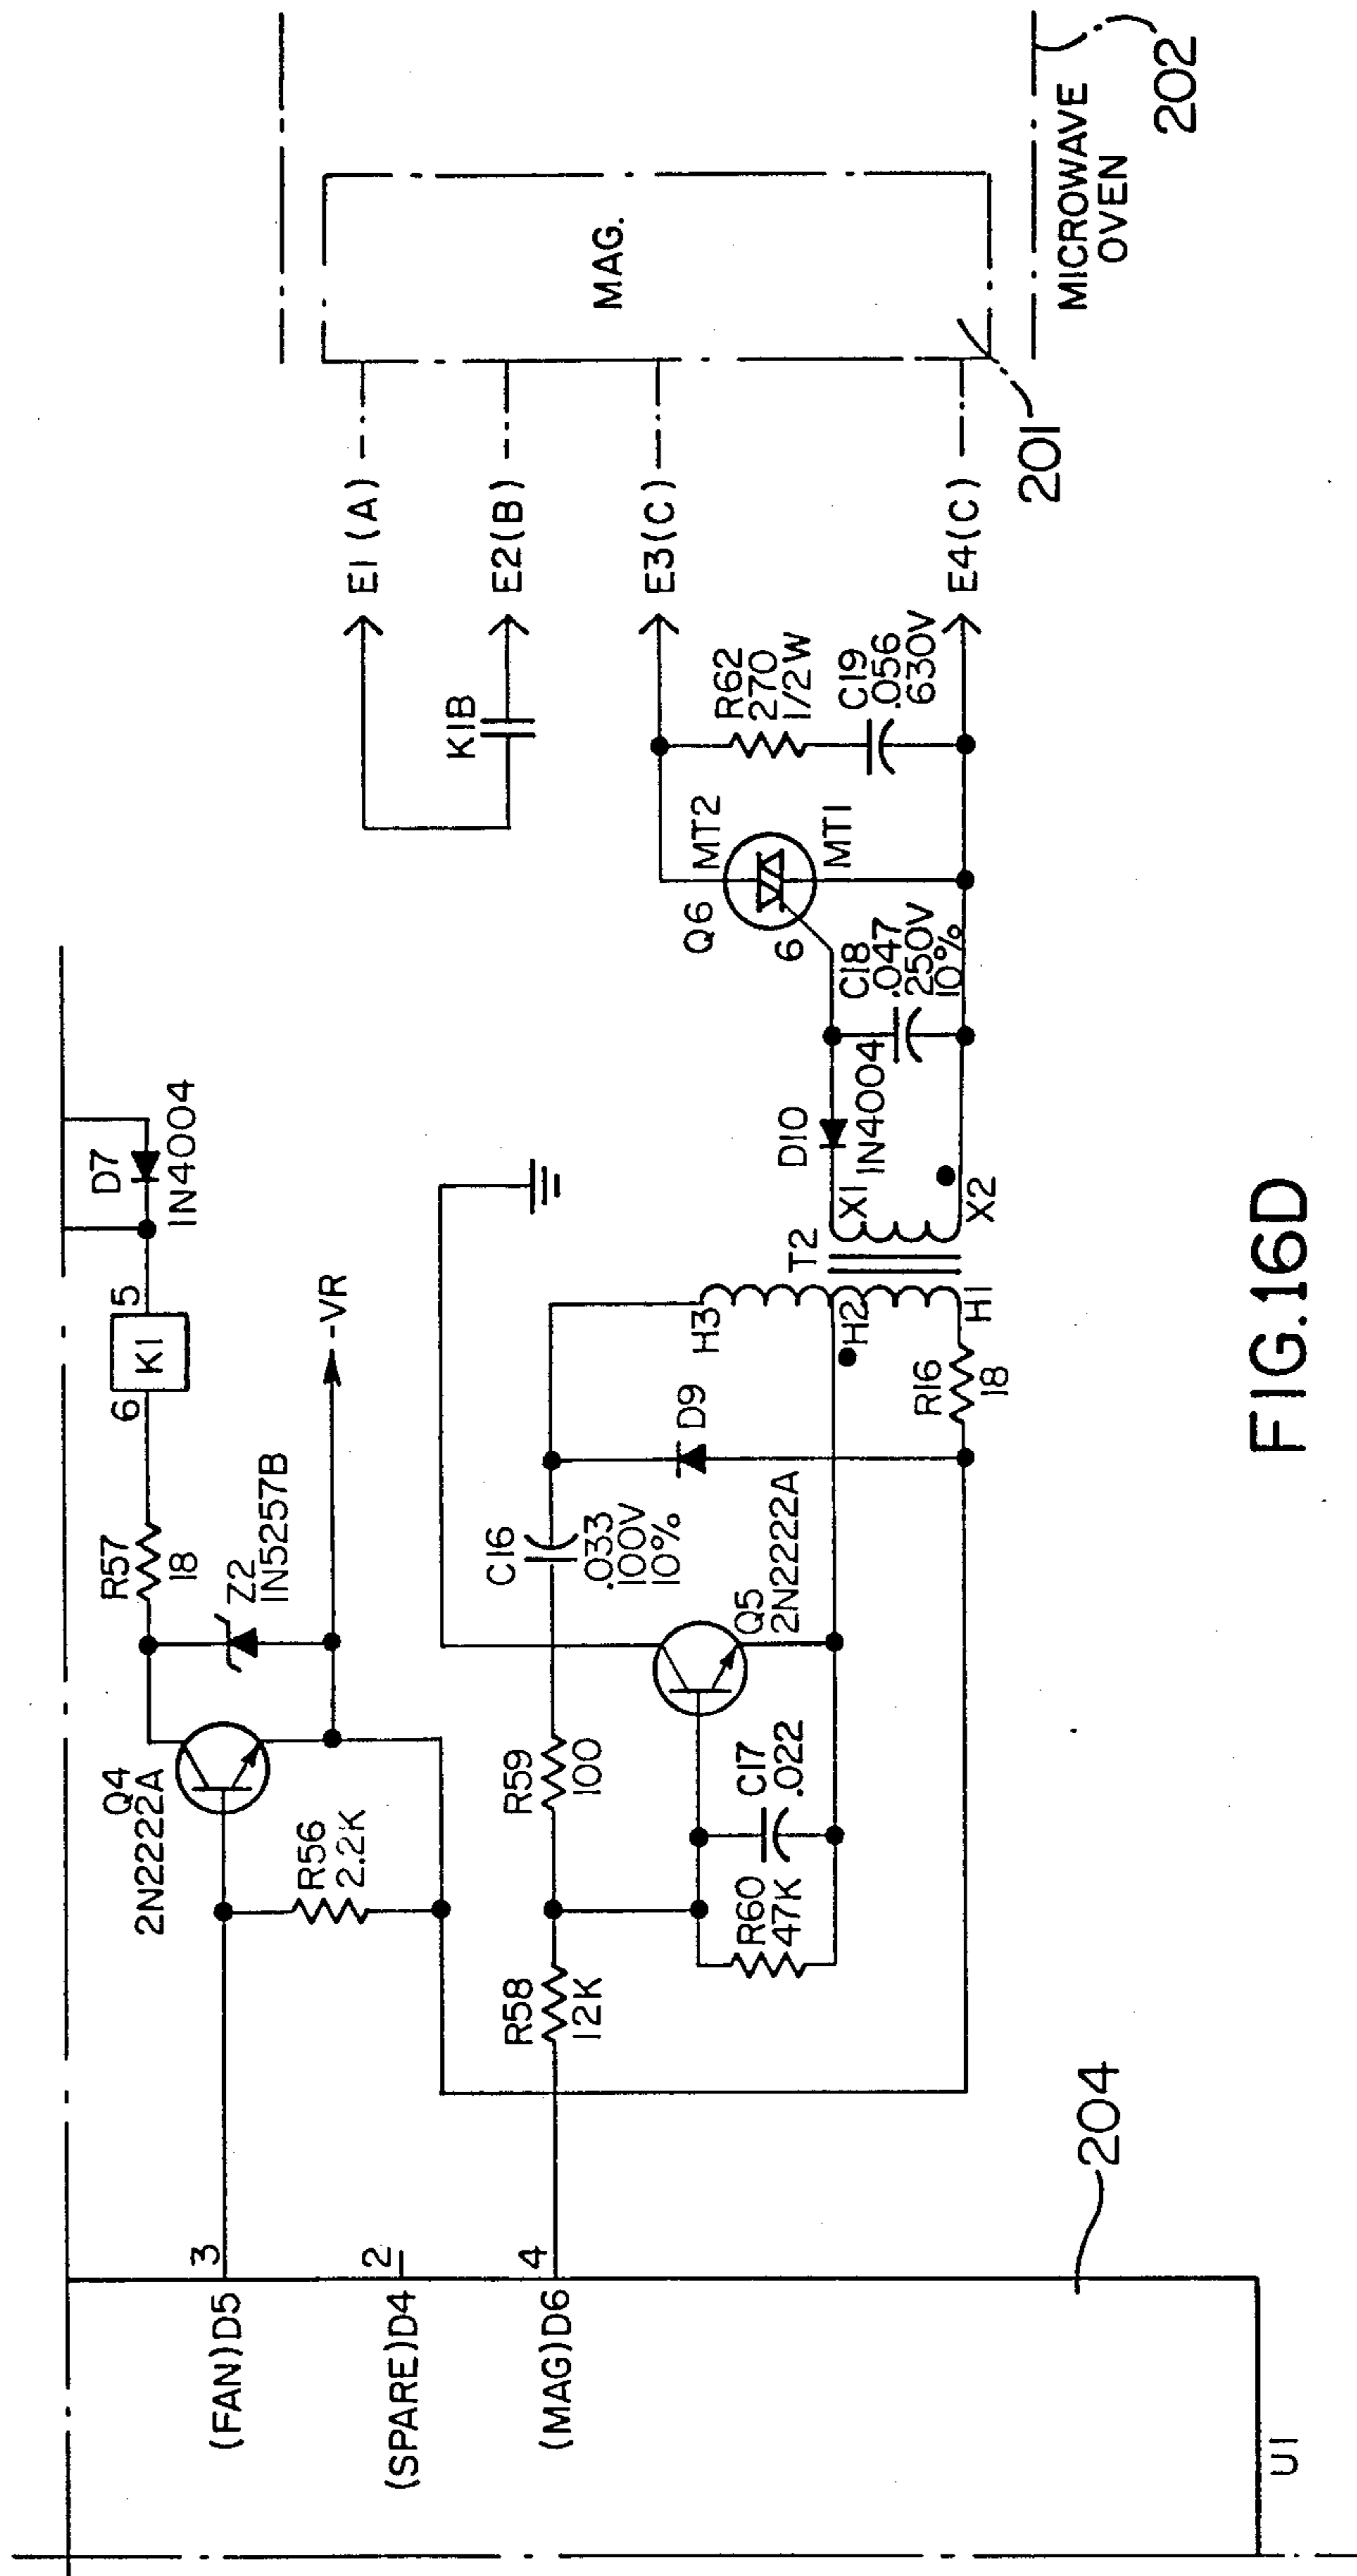 (FAN)D5
3
(SPARE)D4
2
(MAG)D6
4
U1
204
Q4
2N2222A
R56
2.2K
R57
18
Z2
1N5257B
-VR
6
K1
5
D7
1N4004
R58
12K
R59
100
C16
.033
100V
10%
R60
47K
C17
.022
Q5
2N2222A
D9
R16
18
H3
H2
H1
T2
X1
X2
D10
1N4004
C18
.047
250V
10%
Q6
MT2
6
MT1
R62
270
1/2W
C19
.056
630V
K1B
E1 (A)
E2(B)
E3(C)
E4(C)
MAG.
201
MICROWAVE
OVEN
202
FIG.16D